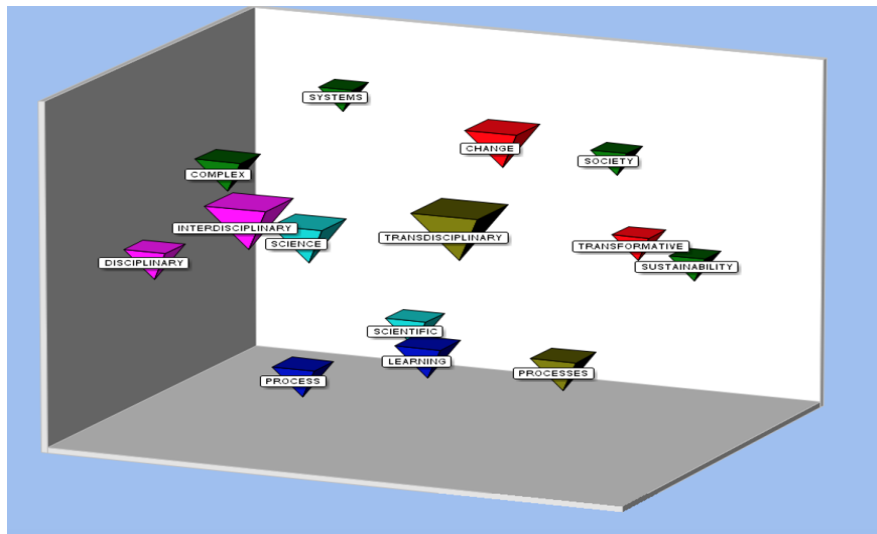 SYSTEMS
CHANGE
SOCIETY
COMPLEX
INTERDISCIPLINARY
SCIENCE
TRANSDISCIPLINARY
TRANSFORMATIVE
DISCIPLINARY
SUSTAINABILITY
SCIENTIFIC
LEARNING
PROCESS
PROCESSES